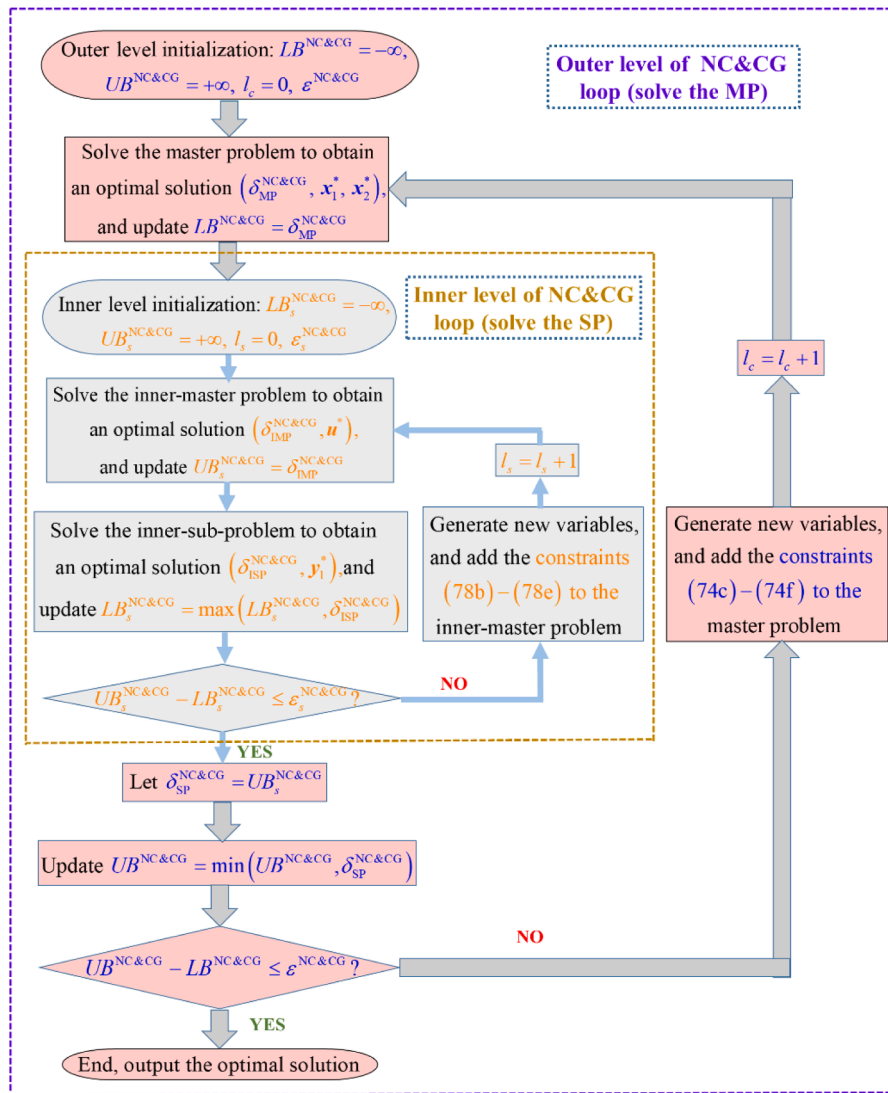 Outer level initialization: LB^NC&CG = −∞,
UB^NC&CG = +∞, l_c = 0, ε^NC&CG
Outer level of NC&CG
loop (solve the MP)
Solve the master problem to obtain
an optimal solution (δ_MP^NC&CG, x_1^*, x_2^*),
and update LB^NC&CG = δ_MP^NC&CG
Inner level initialization: LB_s^NC&CG = −∞,
UB_s^NC&CG = +∞, l_s = 0, ε_s^NC&CG
Inner level of NC&CG
loop (solve the SP)
Solve the inner-master problem to obtain
an optimal solution (δ_IMP^NC&CG, u^*),
and update UB_s^NC&CG = δ_IMP^NC&CG
l_s = l_s + 1
l_c = l_c + 1
Solve the inner-sub-problem to obtain
an optimal solution (δ_ISP^NC&CG, y_1^*),and
update LB_s^NC&CG = max(LB_s^NC&CG, δ_ISP^NC&CG)
Generate new variables,
and add the constraints
(78b)−(78e) to the
inner-master problem
Generate new variables,
and add the constraints
(74c)−(74f) to the
master problem
UB_s^NC&CG − LB_s^NC&CG ≤ ε_s^NC&CG?
NO
YES
Let δ_SP^NC&CG = UB_s^NC&CG
Update UB^NC&CG = min(UB^NC&CG, δ_SP^NC&CG)
UB^NC&CG − LB^NC&CG ≤ ε^NC&CG?
NO
YES
End, output the optimal solution